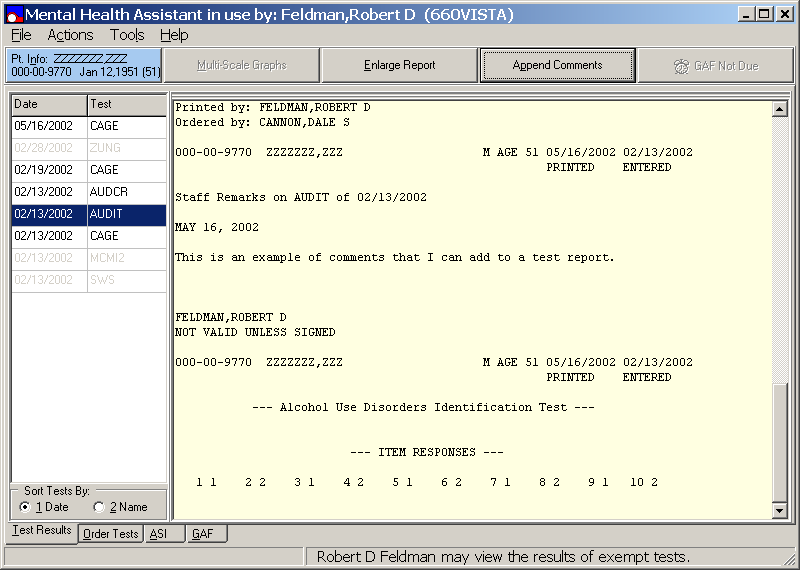 Mental Health Assistant in use by: Feldman,Robert D (660VISTA)
File Actions Tools Help
Pt. Info: ZZZZZZZZ,ZZZ
000-00-9770 Jan 12,1951 (51)
Multi-Scale Graphs Enlarge Report Append Comments GAF Not Due
Date Test
05/16/2002 CAGE
02/28/2002 ZUNG
02/19/2002 CAGE
02/13/2002 AUDCR
02/13/2002 AUDIT
02/13/2002 CAGE
02/13/2002 MCMI2
02/13/2002 SWS
Sort Tests By:
1 Date 2 Name
Printed by: FELDMAN,ROBERT D
Ordered by: CANNON,DALE S
000-00-9770 ZZZZZZZ,ZZZ M AGE 51 05/16/2002 02/13/2002
PRINTED ENTERED
Staff Remarks on AUDIT of 02/13/2002
MAY 16, 2002
This is an example of comments that I can add to a test report.
FELDMAN,ROBERT D
NOT VALID UNLESS SIGNED
000-00-9770 ZZZZZZZ,ZZZ M AGE 51 05/16/2002 02/13/2002
PRINTED ENTERED
--- Alcohol Use Disorders Identification Test ---
--- ITEM RESPONSES ---
1 1 2 2 3 1 4 2 5 1 6 2 7 1 8 2 9 1 10 2
Test Results Order Tests ASI GAF
Robert D Feldman may view the results of exempt tests.